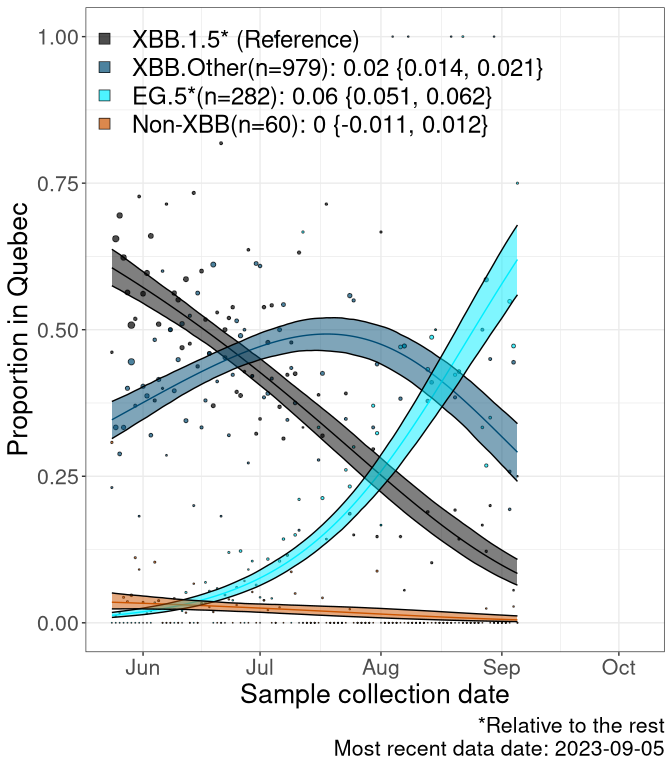 XBB.1.5* (Reference)
XBB.Other(n=979): 0.02 {0.014, 0.021}
EG.5*(n=282): 0.06 {0.051, 0.062}
Non-XBB(n=60): 0 {-0.011, 0.012}
Proportion in Quebec
1.00
0.75
0.50
0.25
0.00
Jun Jul Aug Sep Oct
Sample collection date
*Relative to the rest
Most recent data date: 2023-09-05